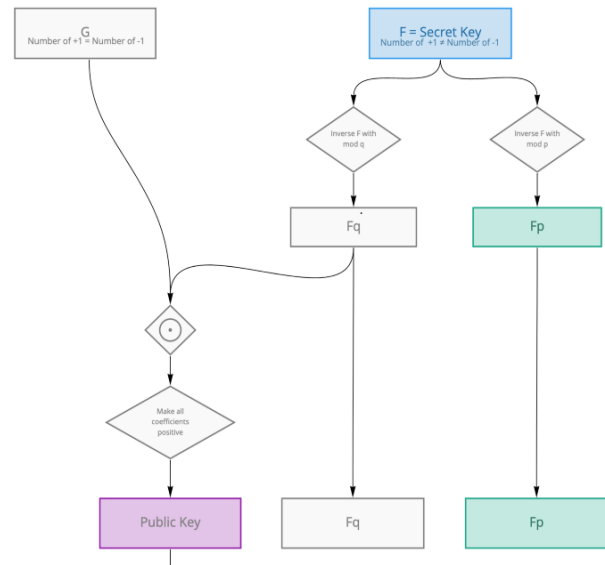 G
Number of +1 = Number of -1
F = Secret Key
Number of +1 ≠ Number of -1
Inverse F with
mod q
Inverse F with
mod p
Fq
Fp
Make all
coefficients
positive
Public Key
Fq
Fp